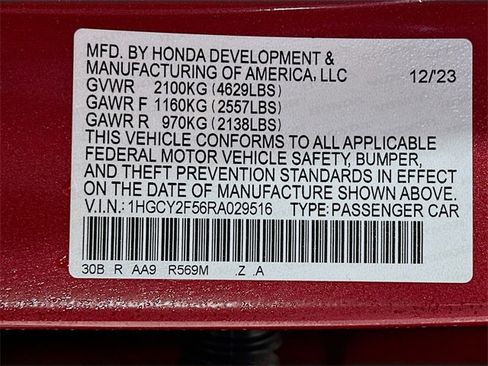 MFD. BY HONDA DEVELOPMENT &
MANUFACTURING OF AMERICA, LLC 12/'23
GVWR 2100KG (4629LBS)
GAWR F 1160KG (2557LBS)
GAWR R 970KG (2138LBS)
THIS VEHICLE CONFORMS TO ALL APPLICABLE
FEDERAL MOTOR VEHICLE SAFETY, BUMPER,
AND THEFT PREVENTION STANDARDS IN EFFECT
ON THE DATE OF MANUFACTURE SHOWN ABOVE.
V.I.N.: 1HGCY2F56RA029516 TYPE: PASSENGER CAR
30B R AA9 R569M .Z .A